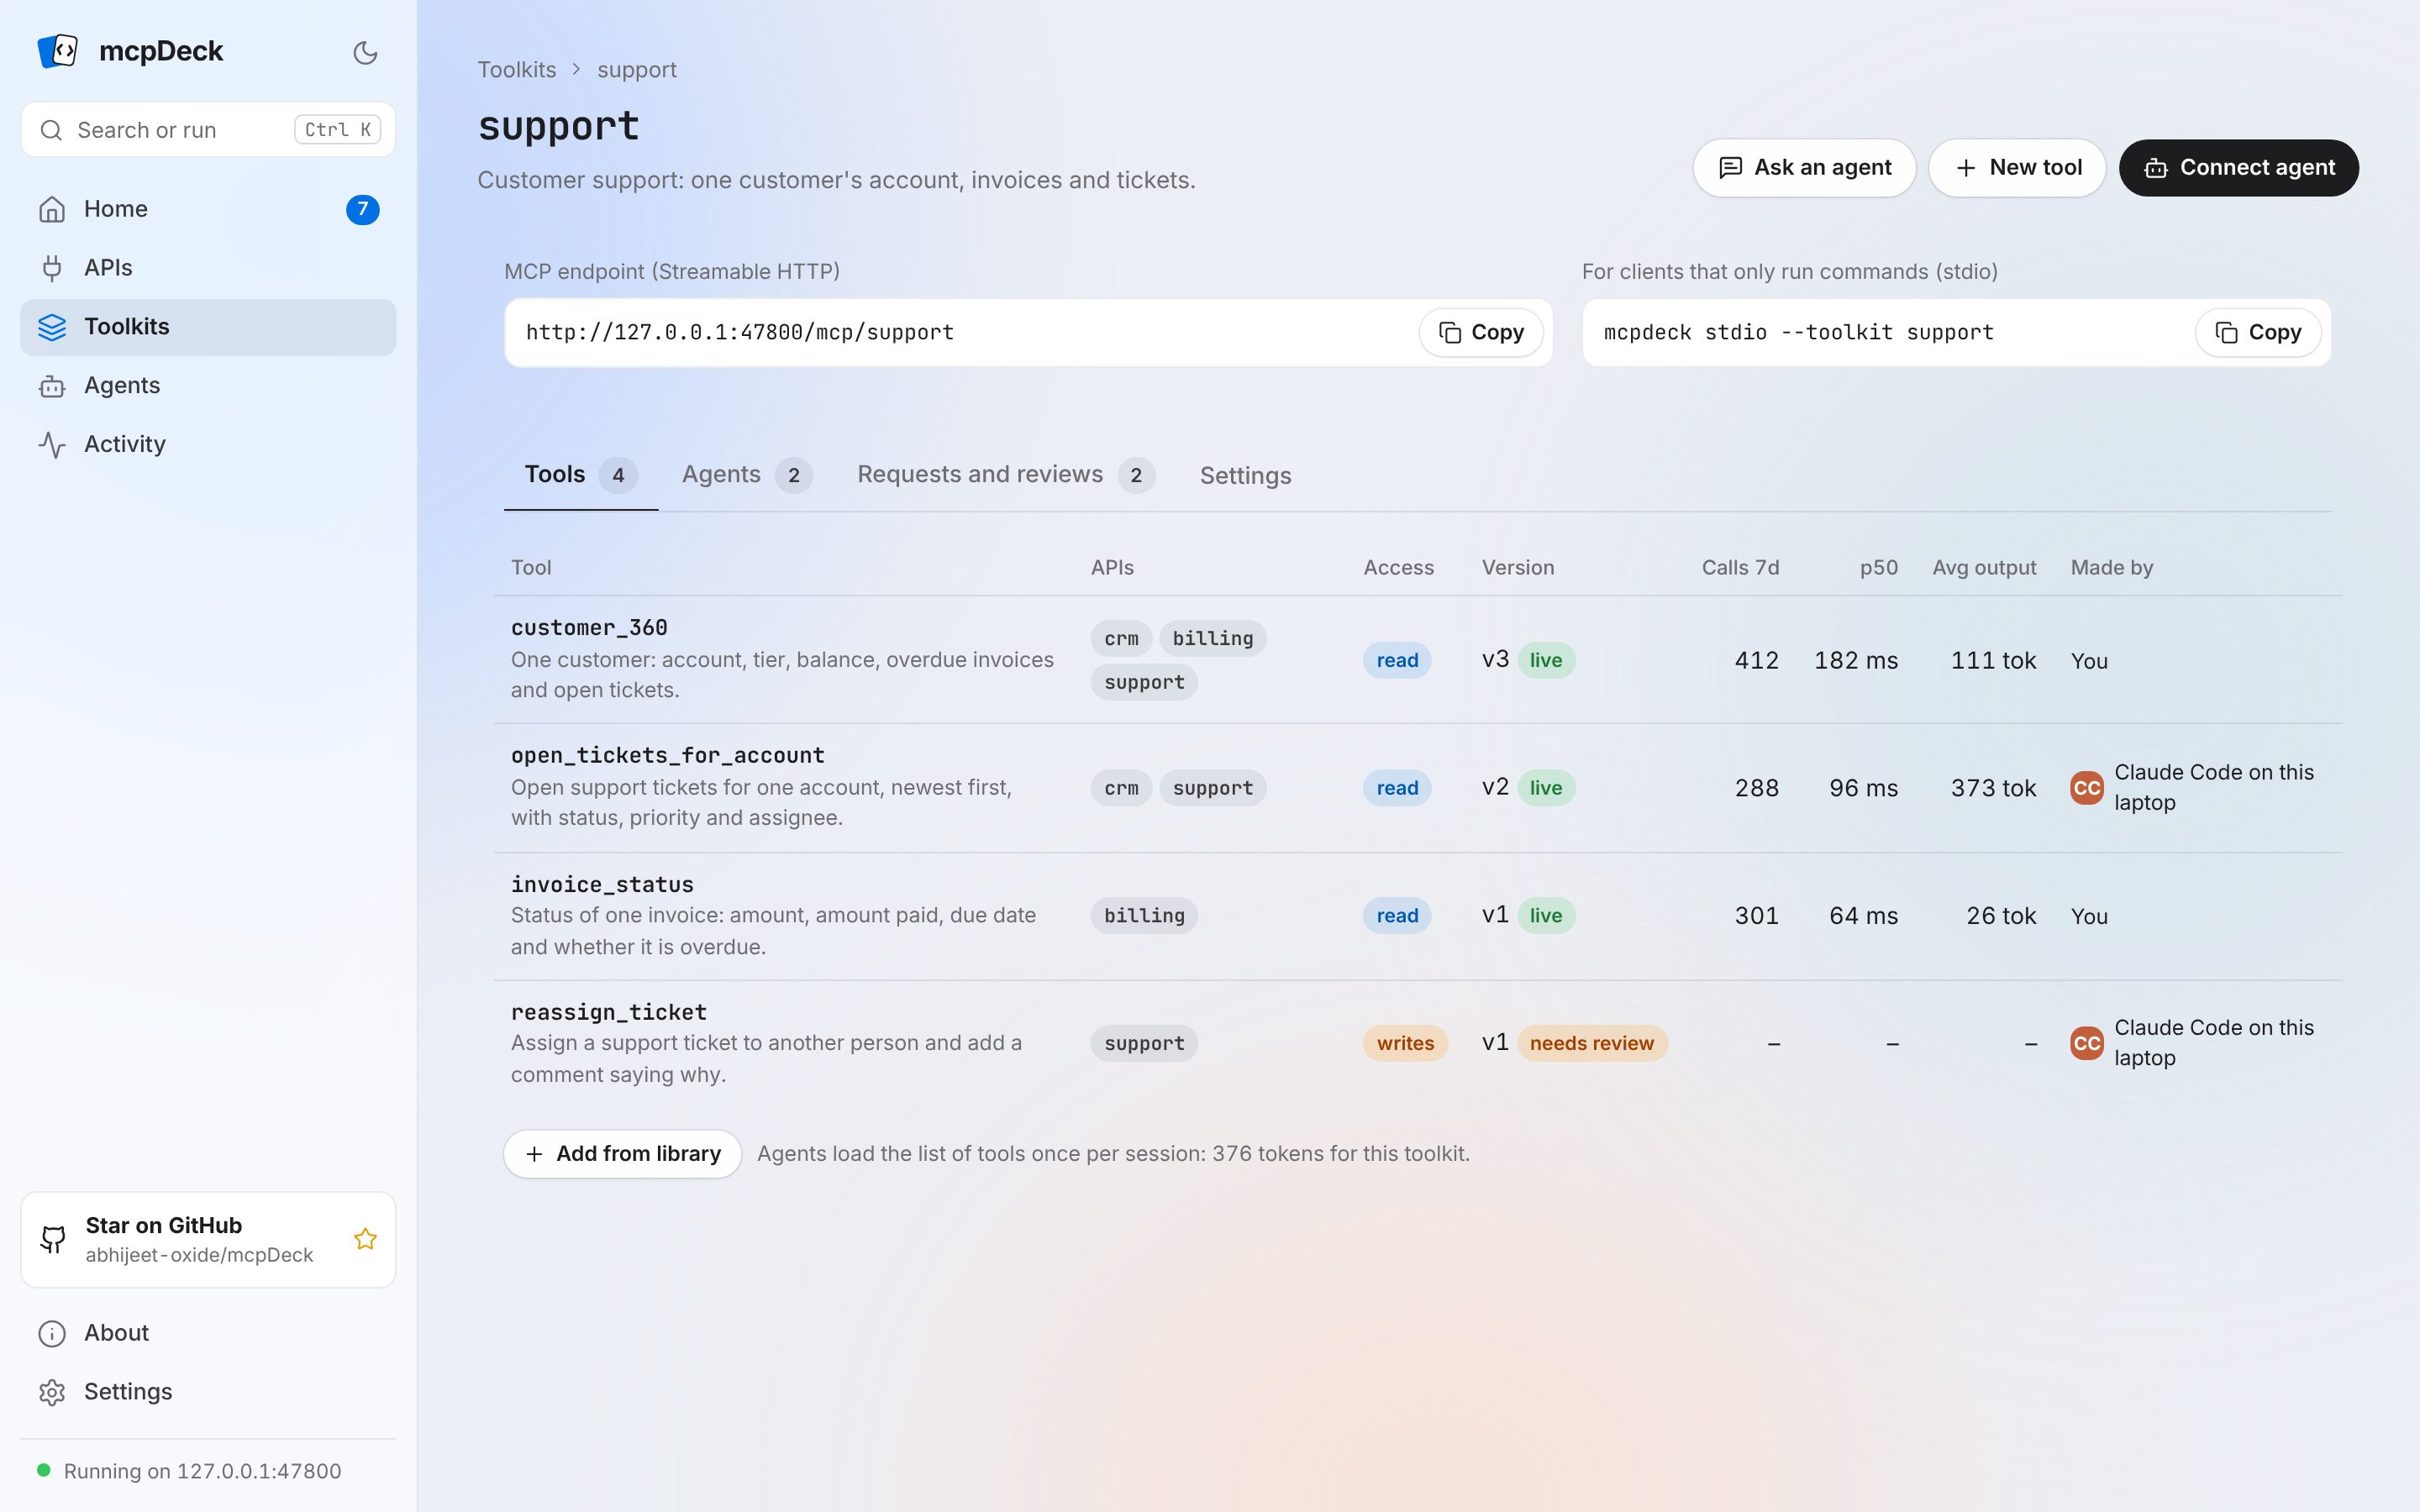 mcpDeck
Search or run Ctrl K
Home 7
APIs
Toolkits
Agents
Activity
Star on GitHub
abhijeet-oxide/mcpDeck
About
Settings
Running on 127.0.0.1:47800
Toolkits > support
support
Customer support: one customer's account, invoices and tickets.
Ask an agent
New tool
Connect agent
MCP endpoint (Streamable HTTP)
http://127.0.0.1:47800/mcp/support Copy
For clients that only run commands (stdio)
mcpdeck stdio --toolkit support Copy
Tools 4 Agents 2 Requests and reviews 2 Settings
Tool APIs Access Version Calls 7d p50 Avg output Made by
customer_360
One customer: account, tier, balance, overdue invoices
and open tickets.
crm billing
support
read v3 live 412 182 ms 111 tok You
open_tickets_for_account
Open support tickets for one account, newest first,
with status, priority and assignee.
crm support read v2 live 288 96 ms 373 tok
CC Claude Code on this
laptop
invoice_status
Status of one invoice: amount, amount paid, due date
and whether it is overdue.
billing read v1 live 301 64 ms 26 tok You
reassign_ticket
Assign a support ticket to another person and add a
comment saying why.
support writes v1 needs review – – –
CC Claude Code on this
laptop
Add from library
Agents load the list of tools once per session: 376 tokens for this toolkit.